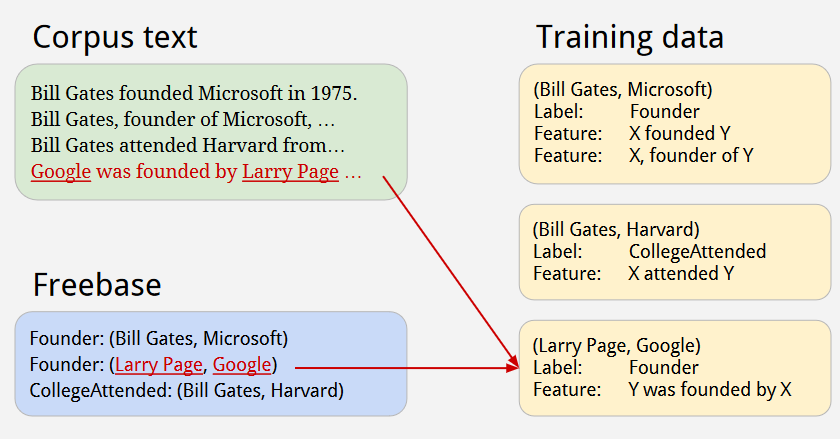 Corpus text
Bill Gates founded Microsoft in 1975.
Bill Gates, founder of Microsoft, …
Bill Gates attended Harvard from…
Google was founded by Larry Page …
Freebase
Founder: (Bill Gates, Microsoft)
Founder: (Larry Page, Google)
CollegeAttended: (Bill Gates, Harvard)
Training data
(Bill Gates, Microsoft)
Label: Founder
Feature: X founded Y
Feature: X, founder of Y
(Bill Gates, Harvard)
Label: CollegeAttended
Feature: X attended Y
(Larry Page, Google)
Label: Founder
Feature: Y was founded by X